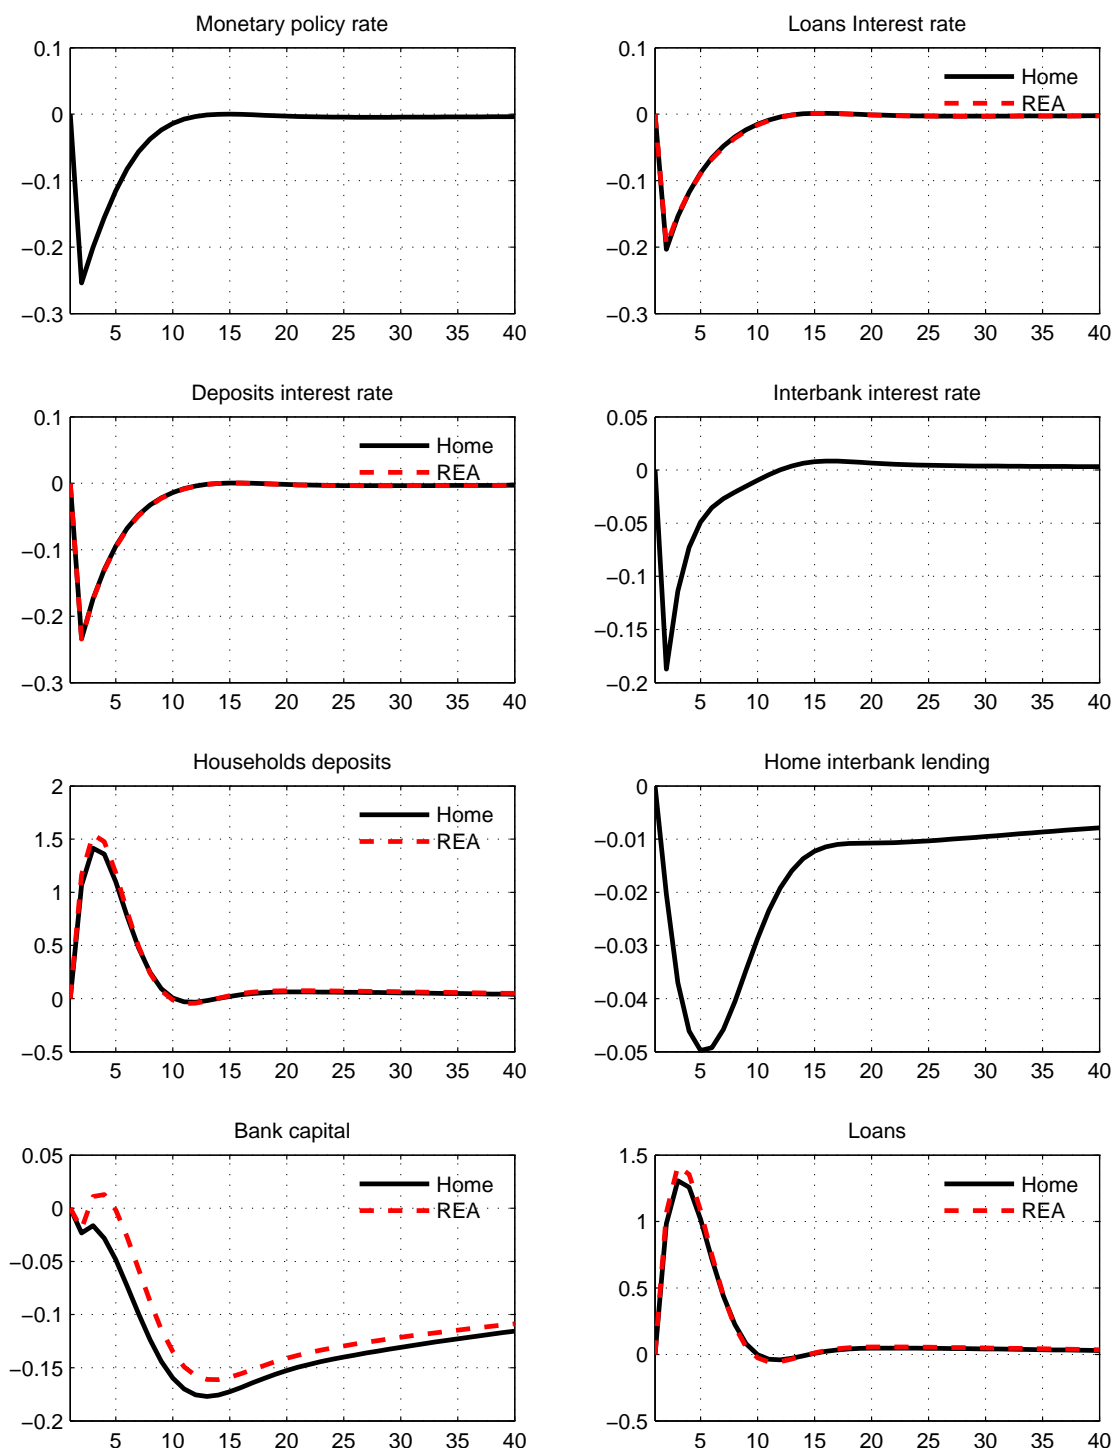 Monetary policy rate
0.1
0
−0.1
−0.2
−0.3
5 10 15 20 25 30 35 40
Loans Interest rate
0.1
0
−0.1
−0.2
−0.3
5 10 15 20 25 30 35 40
Home
REA
Deposits interest rate
0.1
0
−0.1
−0.2
−0.3
5 10 15 20 25 30 35 40
Home
REA
Interbank interest rate
0.05
0
−0.05
−0.1
−0.15
−0.2
5 10 15 20 25 30 35 40
Households deposits
2
1.5
1
0.5
0
−0.5
5 10 15 20 25 30 35 40
Home
REA
Home interbank lending
0
−0.01
−0.02
−0.03
−0.04
−0.05
5 10 15 20 25 30 35 40
Bank capital
0.05
0
−0.05
−0.1
−0.15
−0.2
5 10 15 20 25 30 35 40
Home
REA
Loans
1.5
1
0.5
0
−0.5
5 10 15 20 25 30 35 40
Home
REA